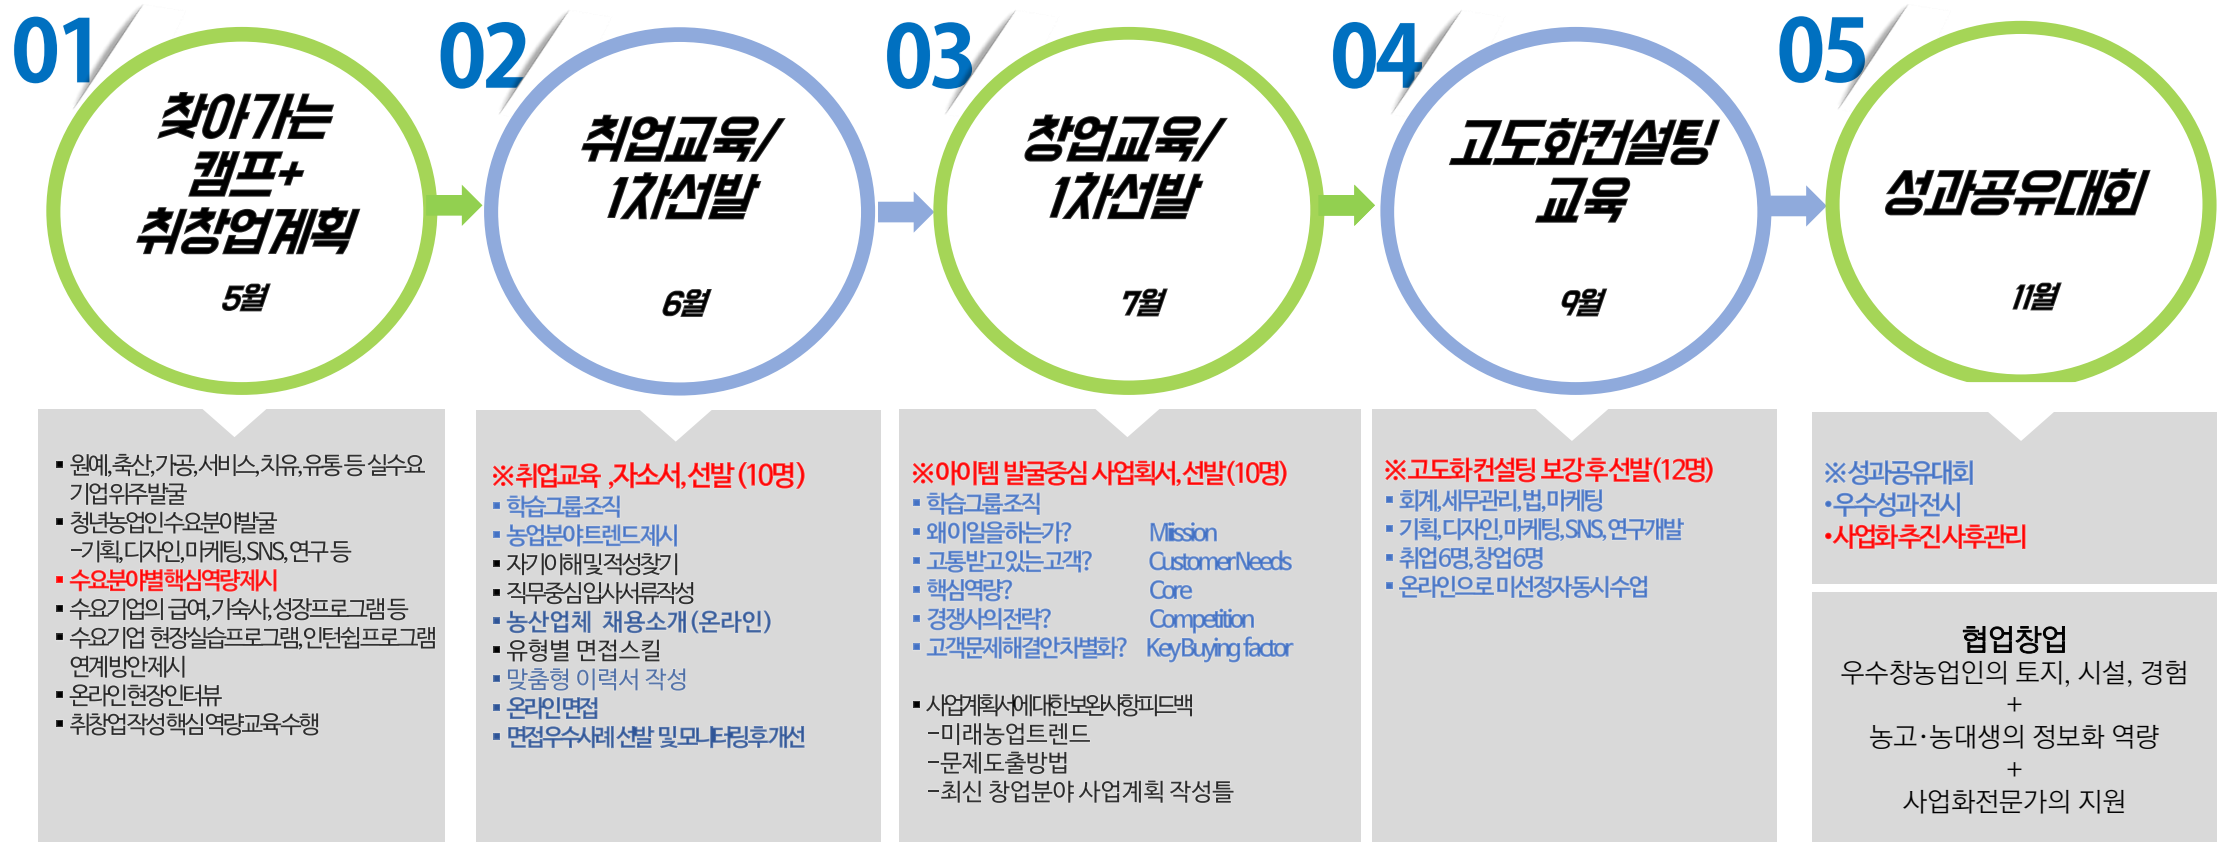 01
찾아가는
캠프+
취창업계획
5월
▪ 원예,축산,가공,서비스,치유,유통 등 실수요
기업위주발굴
▪ 청년농업인수요분야발굴
-기획,디자인,마케팅,SNS,연구 등
▪ 수요분야별핵심역량제시
▪ 수요기업의 급여,기숙사,성장프로그램 등
▪ 수요기업 현장실습프로그램,인턴쉽프로그램
연계방안제시
▪ 온라인현장인터뷰
▪ 취창업작성핵심역량교육수행
02
취업교육/
1차선발
6월
※취업교육 ,자소서,선발(10명)
▪ 학습그룹조직
▪ 농업분야트렌드제시
▪ 자기이해및적성찾기
▪ 직무중심입사서류작성
▪ 농산업체 채용소개(온라인)
▪ 유형별 면접스킬
▪ 맞춤형 이력서 작성
▪ 온라인면접
▪ 면접우수사례선발 및모니터링후개선
03
창업교육/
1차선발
7월
※아이템 발굴중심 사업획서,선발(10명)
▪ 학습그룹조직
▪ 왜이일을하는가? Miission
▪ 고통받고있는고객? CustomerNeeds
▪ 핵심역량? Core
▪ 경쟁사의전략? Competition
▪ 고객문제해결안차별화? KeyBuying factor
▪ 사업계획서에대한보완사항피드백
-미래농업트렌드
-문제도출방법
-최신 창업분야 사업계획 작성틀
04
고도화컨설팅
교육
9월
※고도화컨설팅 보강후선발(12명)
▪ 회계,세무관리,법,마케팅
▪ 기획,디자인,마케팅,SNS,연구개발
▪ 취업6명,창업6명
▪ 온라인으로 미선정자동시수업
05
성과공유대회
11월
※성과공유대회
•우수성과전시
•사업화추진사후관리
협업창업
우수창농업인의 토지, 시설, 경험
+
농고·농대생의 정보화 역량
+
사업화전문가의 지원